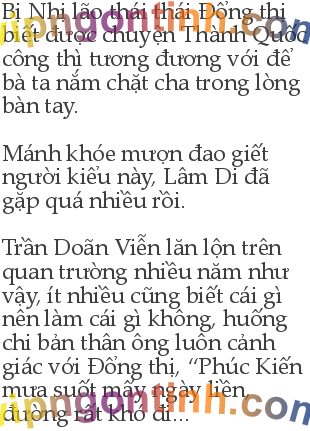 Bị Nhị lão thái thái Đổng thị
biết được chuyện Thành Quốc
công thì tương đương với để
bà ta nắm chặt cha trong lòng
bàn tay.
Mánh khóe mượn đao giết
người kiểu này, Lâm Di đã
gặp quá nhiều rồi.
Trần Doãn Viễn lăn lộn trên
quan trường nhiều năm như
vậy, ít nhiều cũng biết cái gì
nên làm cái gì không, huống
chi bản thân ông luôn cảnh
giác với Đổng thị, “Phúc Kiến
mưa suốt mấy ngày liền,
đường rất khó đi...
vipngontinh.com
vipngontinh.com